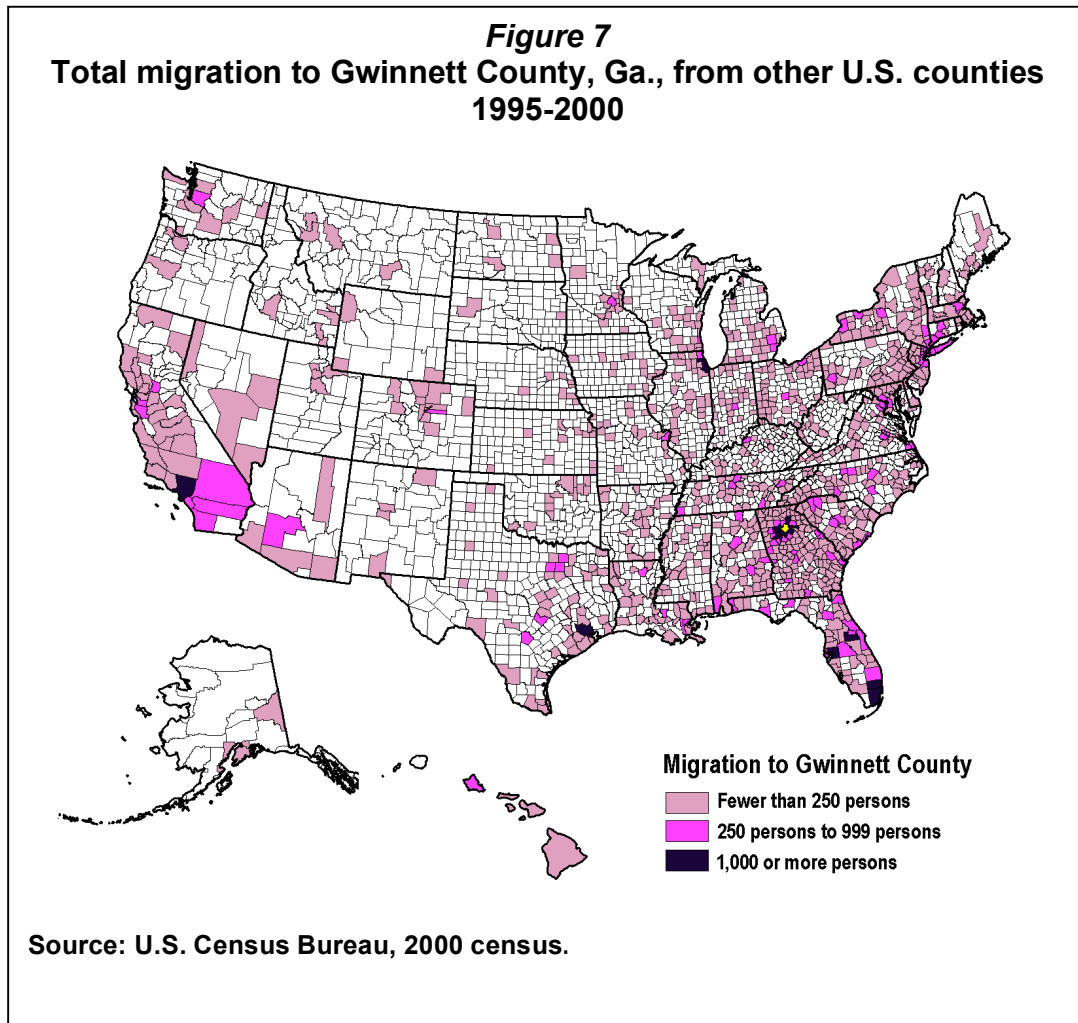 Figure 7
Total migration to Gwinnett County, Ga., from other U.S. counties
1995-2000
Migration to Gwinnett County
Fewer than 250 persons
250 persons to 999 persons
1,000 or more persons
Source: U.S. Census Bureau, 2000 census.